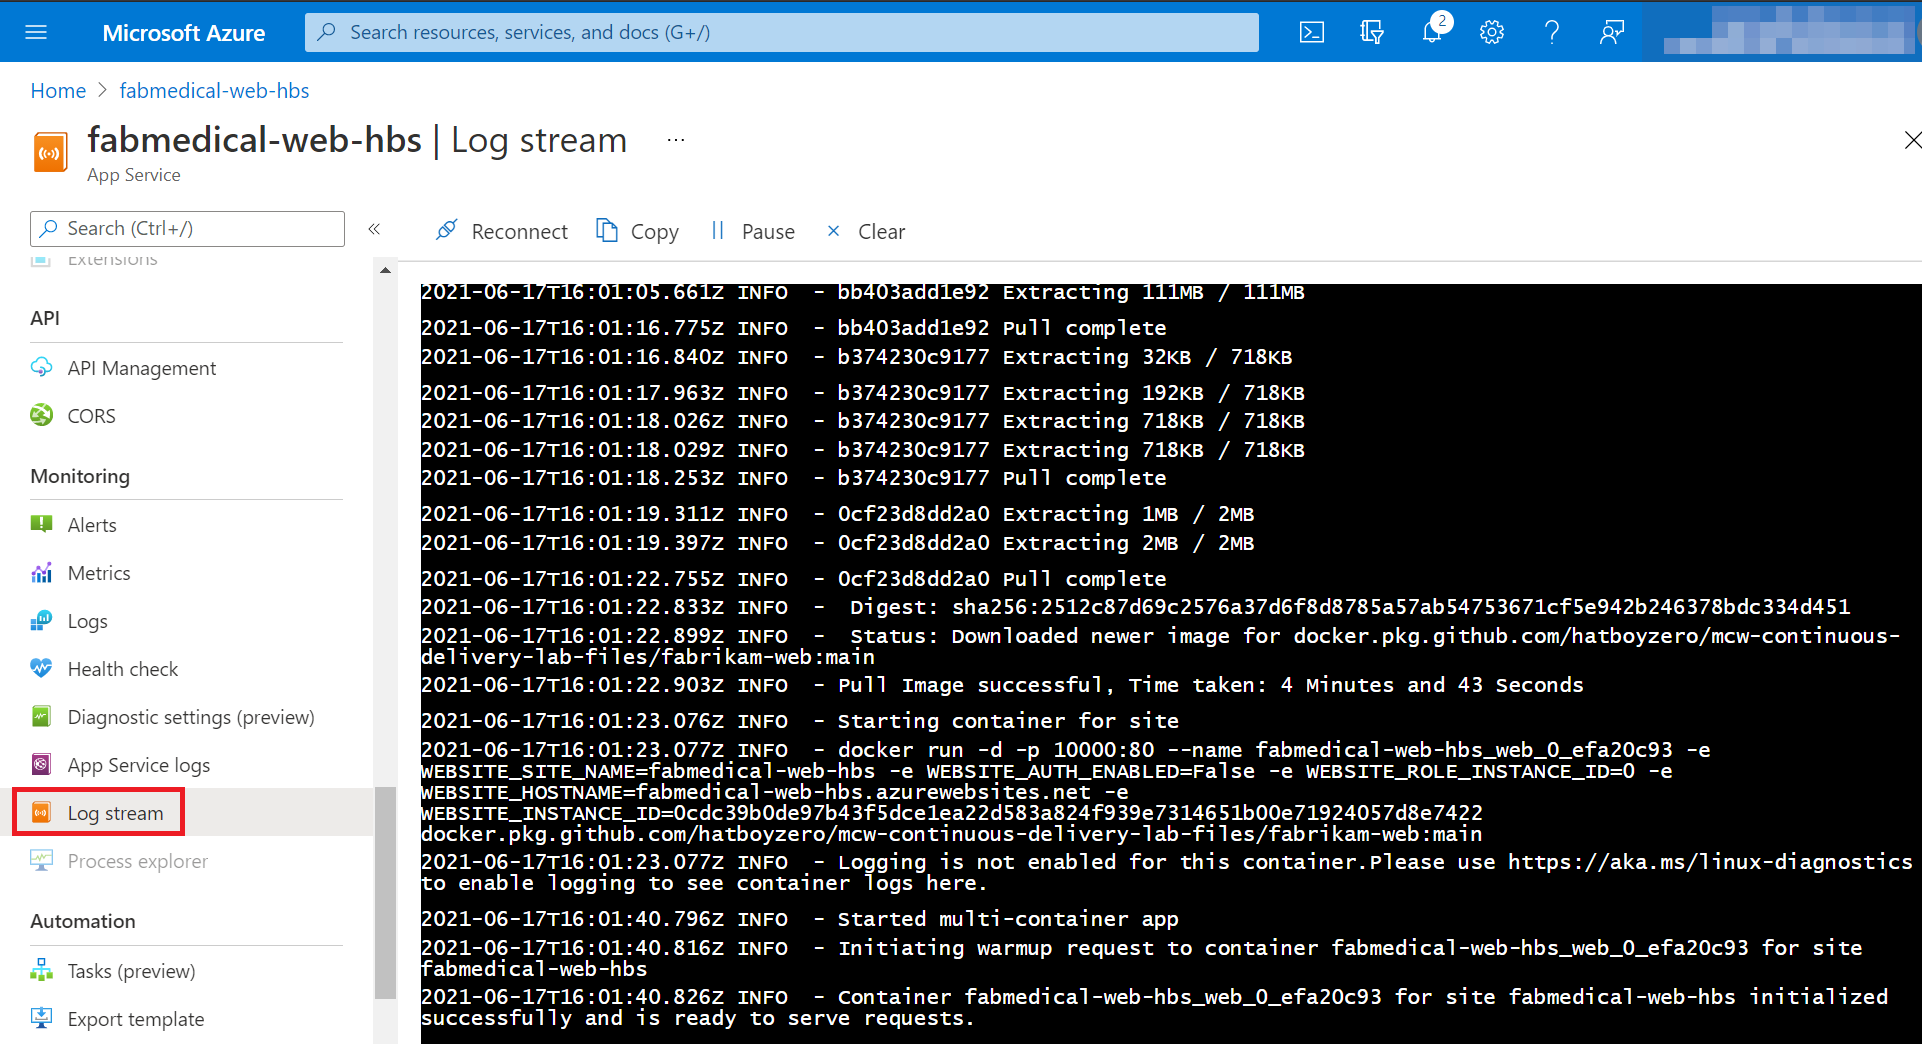 Microsoft Azure
Search resources, services, and docs (G+/)
2
Home > fabmedical-web-hbs
fabmedical-web-hbs | Log stream ...
App Service
Search (Ctrl+/)
«
Reconnect Copy Pause Clear
Extensions
API
API Management
CORS
Monitoring
Alerts
Metrics
Logs
Health check
Diagnostic settings (preview)
App Service logs
Log stream
Process explorer
Automation
Tasks (preview)
Export template
2021-06-17T16:01:05.661Z INFO  - bb403add1e92 Extracting 111MB / 111MB
2021-06-17T16:01:16.775Z INFO  - bb403add1e92 Pull complete
2021-06-17T16:01:16.840Z INFO  - b374230c9177 Extracting 32KB / 718KB
2021-06-17T16:01:17.963Z INFO  - b374230c9177 Extracting 192KB / 718KB
2021-06-17T16:01:18.026Z INFO  - b374230c9177 Extracting 718KB / 718KB
2021-06-17T16:01:18.029Z INFO  - b374230c9177 Extracting 718KB / 718KB
2021-06-17T16:01:18.253Z INFO  - b374230c9177 Pull complete
2021-06-17T16:01:19.311Z INFO  - 0cf23d8dd2a0 Extracting 1MB / 2MB
2021-06-17T16:01:19.397Z INFO  - 0cf23d8dd2a0 Extracting 2MB / 2MB
2021-06-17T16:01:22.755Z INFO  - 0cf23d8dd2a0 Pull complete
2021-06-17T16:01:22.833Z INFO  -  Digest: sha256:2512c87d69c2576a37d6f8d8785a57ab54753671cf5e942b246378bdc334d451
2021-06-17T16:01:22.899Z INFO  -  Status: Downloaded newer image for docker.pkg.github.com/hatboyzero/mcw-continuous-
delivery-lab-files/fabrikam-web:main
2021-06-17T16:01:22.903Z INFO  - Pull Image successful, Time taken: 4 Minutes and 43 Seconds
2021-06-17T16:01:23.076Z INFO  - Starting container for site
2021-06-17T16:01:23.077Z INFO  - docker run -d -p 10000:80 --name fabmedical-web-hbs_web_0_efa20c93 -e
WEBSITE_SITE_NAME=fabmedical-web-hbs -e WEBSITE_AUTH_ENABLED=False -e WEBSITE_ROLE_INSTANCE_ID=0 -e
WEBSITE_HOSTNAME=fabmedical-web-hbs.azurewebsites.net -e
WEBSITE_INSTANCE_ID=0cdc39b0de97b43f5dce1ea22d583a824f939e7314651b00e71924057d8e7422
docker.pkg.github.com/hatboyzero/mcw-continuous-delivery-lab-files/fabrikam-web:main
2021-06-17T16:01:23.077Z INFO  - Logging is not enabled for this container.Please use https://aka.ms/linux-diagnostics
to enable logging to see container logs here.
2021-06-17T16:01:40.796Z INFO  - Started multi-container app
2021-06-17T16:01:40.816Z INFO  - Initiating warmup request to container fabmedical-web-hbs_web_0_efa20c93 for site
fabmedical-web-hbs
2021-06-17T16:01:40.826Z INFO  - Container fabmedical-web-hbs_web_0_efa20c93 for site fabmedical-web-hbs initialized
successfully and is ready to serve requests.